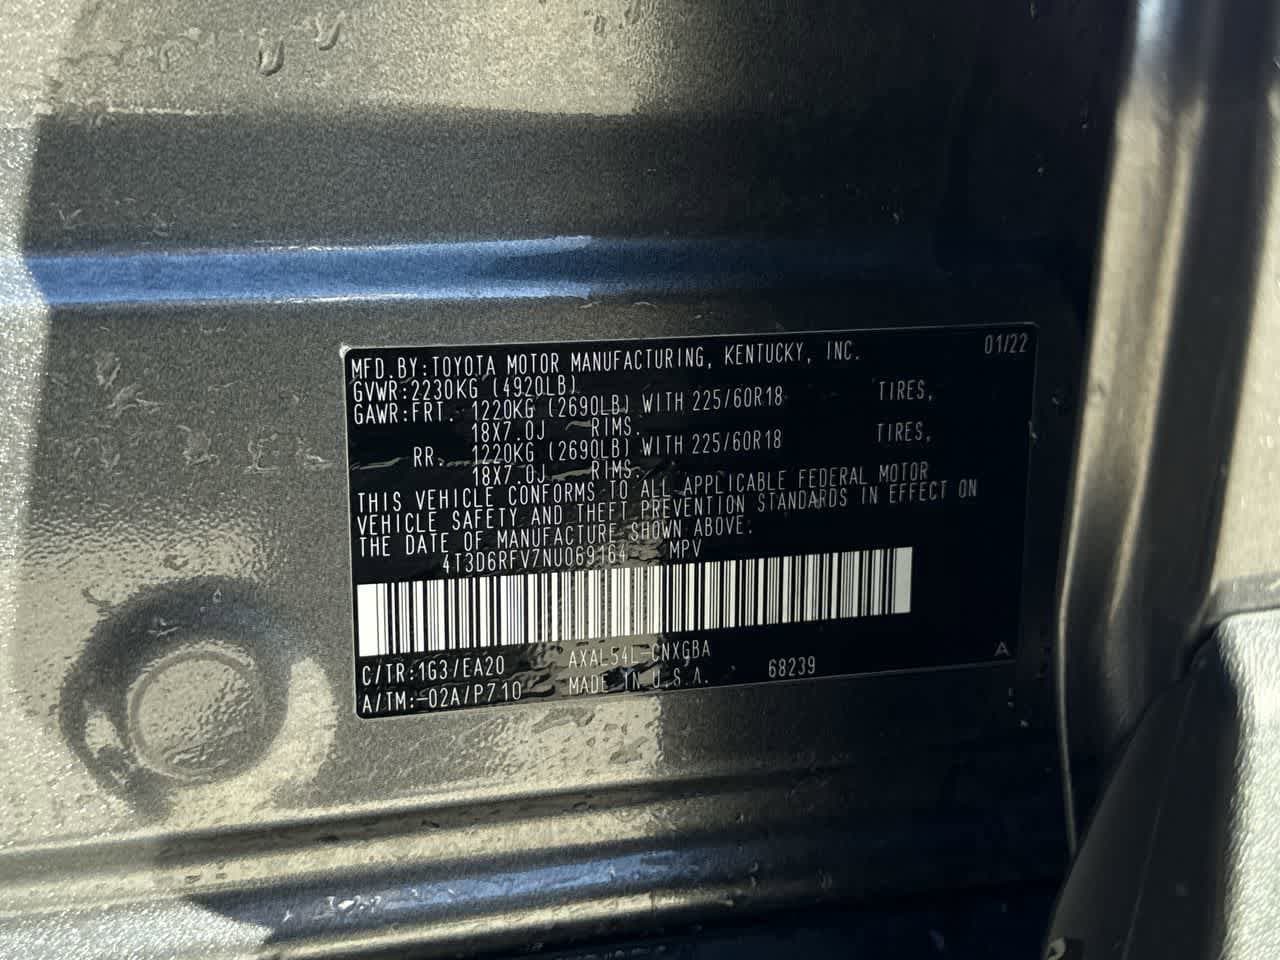 MFD.BY:TOYOTA MOTOR MANUFACTURING, KENTUCKY, INC. 01/22
GVWR:2230KG (4920LB)
GAWR:FRT. 1220KG (2690LB) WITH 225/60R18 TIRES,
18X7.0J RIMS.
RR. 1220KG (2690LB) WITH 225/60R18 TIRES,
18X7.0J RIMS.
THIS VEHICLE CONFORMS TO ALL APPLICABLE FEDERAL MOTOR
VEHICLE SAFETY AND THEFT PREVENTION STANDARDS IN EFFECT ON
THE DATE OF MANUFACTURE SHOWN ABOVE.
4T3D6RFV7NU069164 MPV
C/TR:1G3/EA20 AXAL54L-CNXGBA A
A/TM:-02A/P710 MADE IN U.S.A. 68239